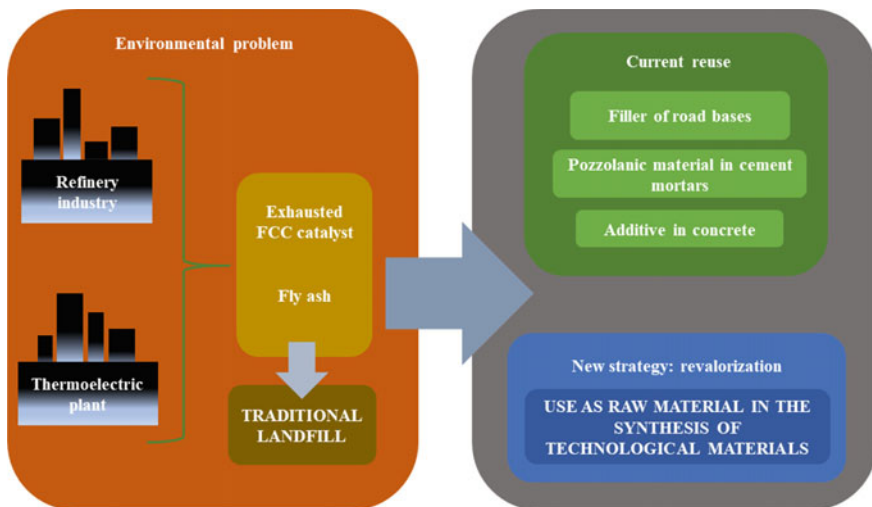 Environmental problem
Refinery
industry
Thermoelectric
plant
Exhausted
FCC catalyst
Fly ash
TRADITIONAL
LANDFILL
Current reuse
Filler of road bases
Pozzolanic material in cement
mortars
Additive in concrete
New strategy: revalorization
USE AS RAW MATERIAL IN THE
SYNTHESIS OF
TECHNOLOGICAL MATERIALS